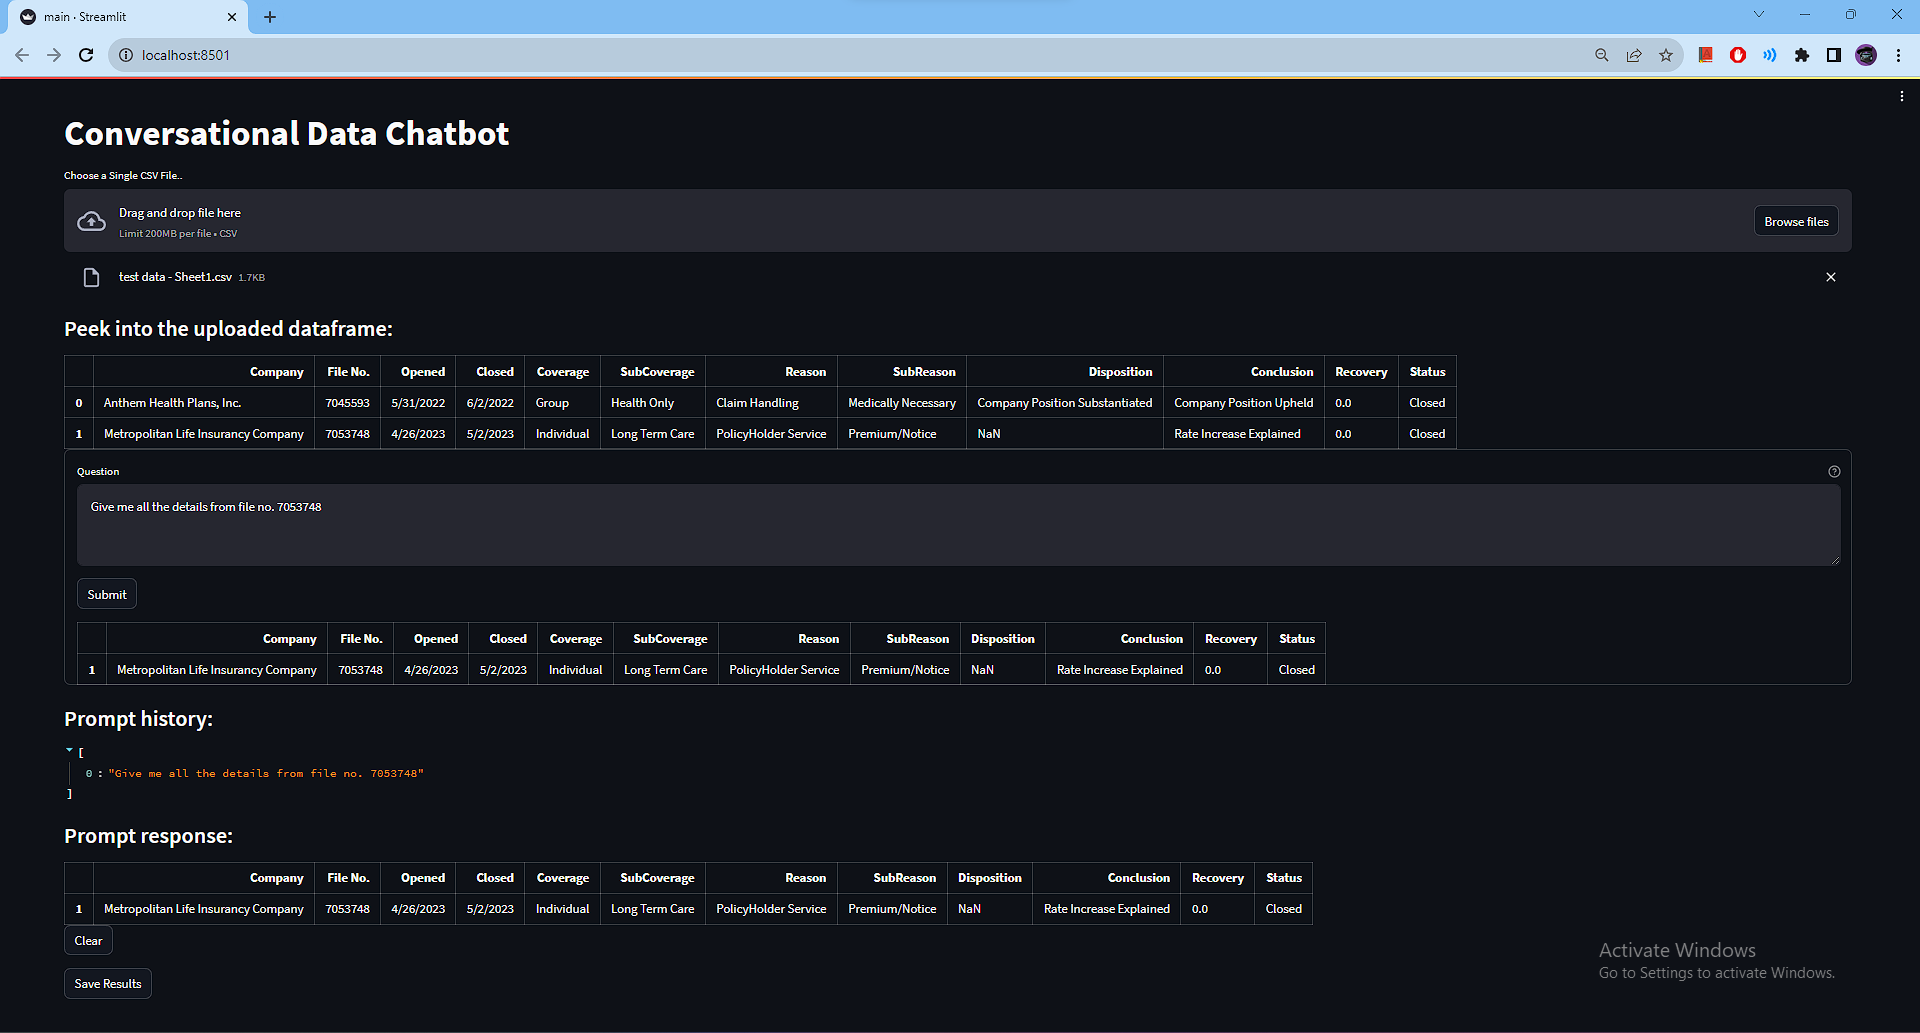 main · Streamlit
localhost:8501
Conversational Data Chatbot
Choose a Single CSV File..
Drag and drop file here
Limit 200MB per file • CSV
Browse files
test data - Sheet1.csv 1.7KB
Peek into the uploaded dataframe:
Company File No. Opened Closed Coverage SubCoverage Reason SubReason Disposition Conclusion Recovery Status
0 Anthem Health Plans, Inc. 7045593 5/31/2022 6/2/2022 Group Health Only Claim Handling Medically Necessary Company Position Substantiated Company Position Upheld 0.0 Closed
1 Metropolitan Life Insurancy Company 7053748 4/26/2023 5/2/2023 Individual Long Term Care PolicyHolder Service Premium/Notice NaN Rate Increase Explained 0.0 Closed
Question
Give me all the details from file no. 7053748
Submit
Company File No. Opened Closed Coverage SubCoverage Reason SubReason Disposition Conclusion Recovery Status
1 Metropolitan Life Insurancy Company 7053748 4/26/2023 5/2/2023 Individual Long Term Care PolicyHolder Service Premium/Notice NaN Rate Increase Explained 0.0 Closed
Prompt history:
[
0 : "Give me all the details from file no. 7053748"
]
Prompt response:
Company File No. Opened Closed Coverage SubCoverage Reason SubReason Disposition Conclusion Recovery Status
1 Metropolitan Life Insurancy Company 7053748 4/26/2023 5/2/2023 Individual Long Term Care PolicyHolder Service Premium/Notice NaN Rate Increase Explained 0.0 Closed
Clear
Save Results
Activate Windows
Go to Settings to activate Windows.